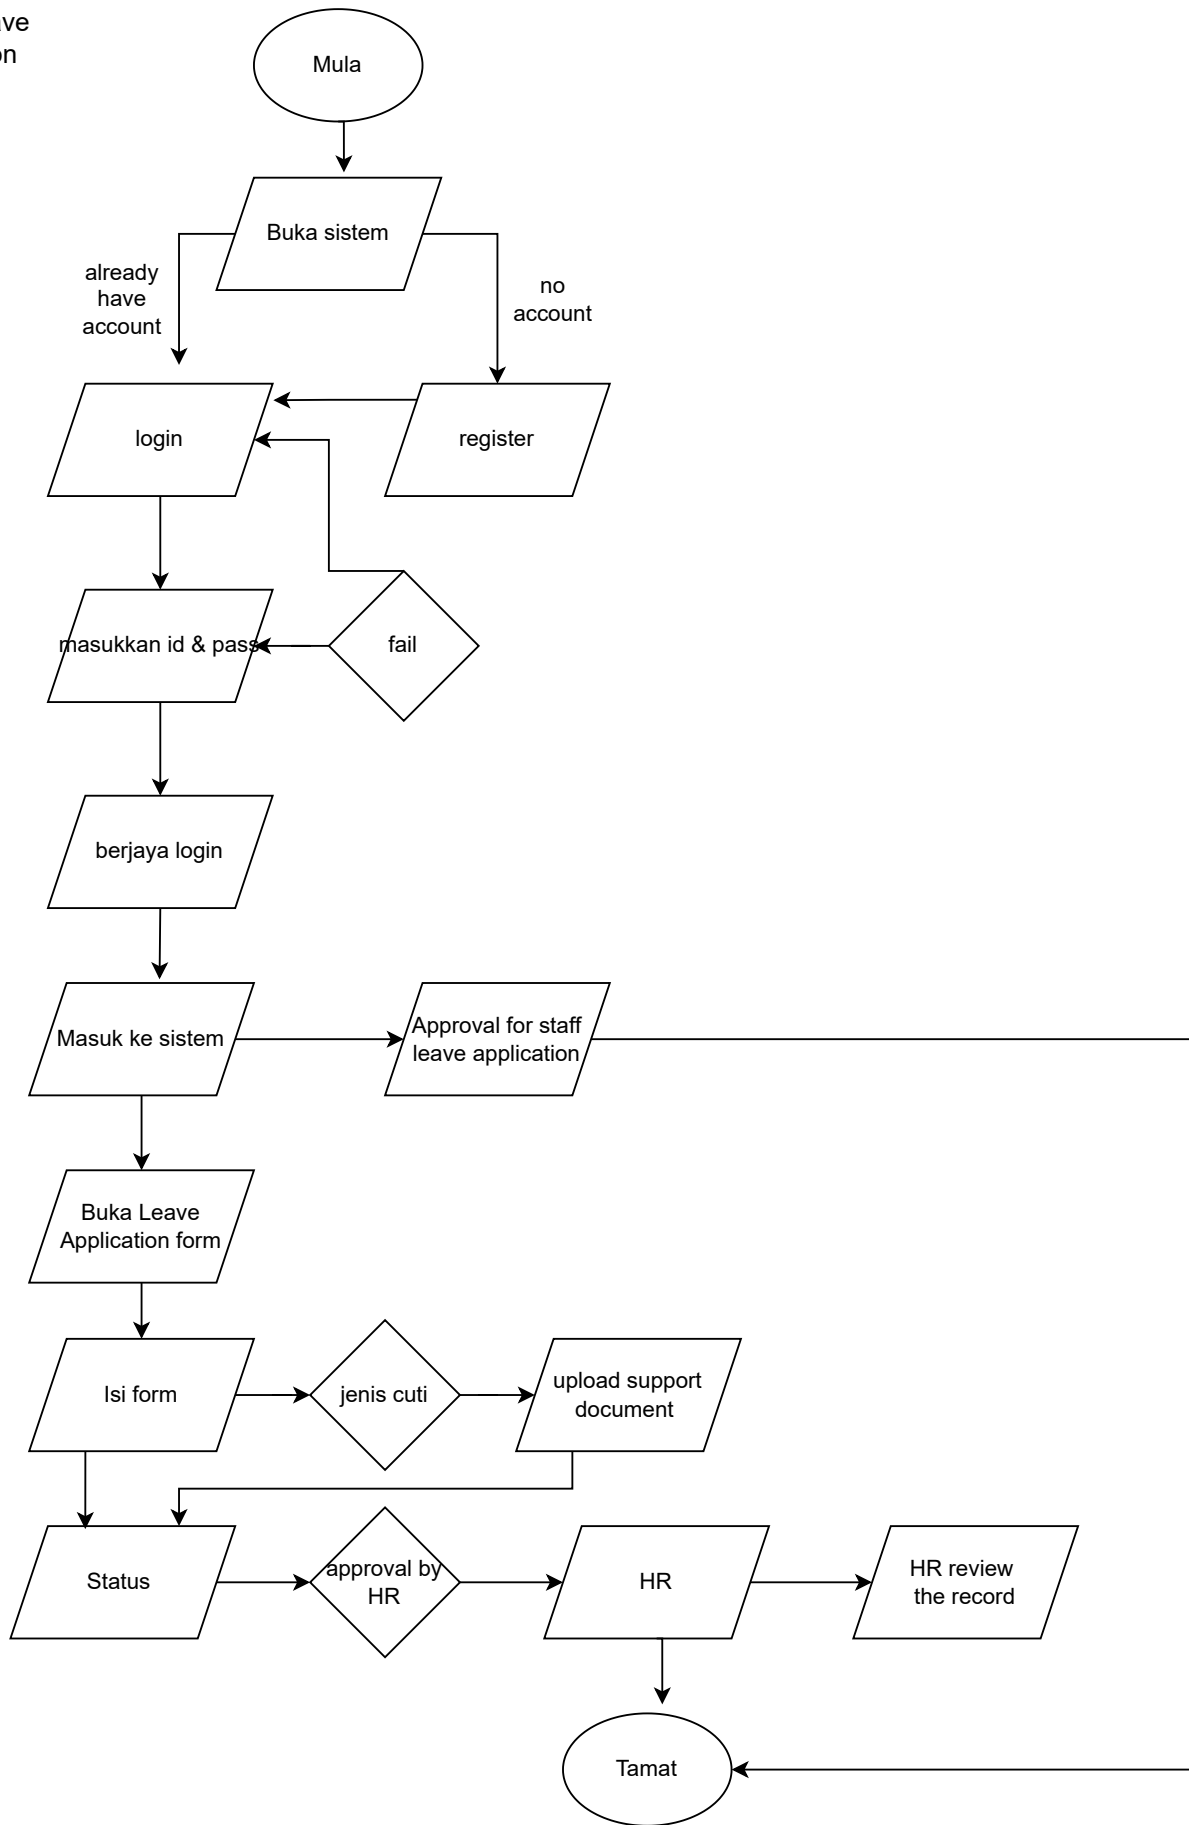 Mula
Buka sistem
already
have
account
no
account
login
register
masukkan id & pass
fail
berjaya login
Masuk ke sistem
Approval for staff
leave application
Buka Leave
Application form
Isi form
jenis cuti
upload support
document
Status
approval by
HR
HR
HR review
the record
Tamat